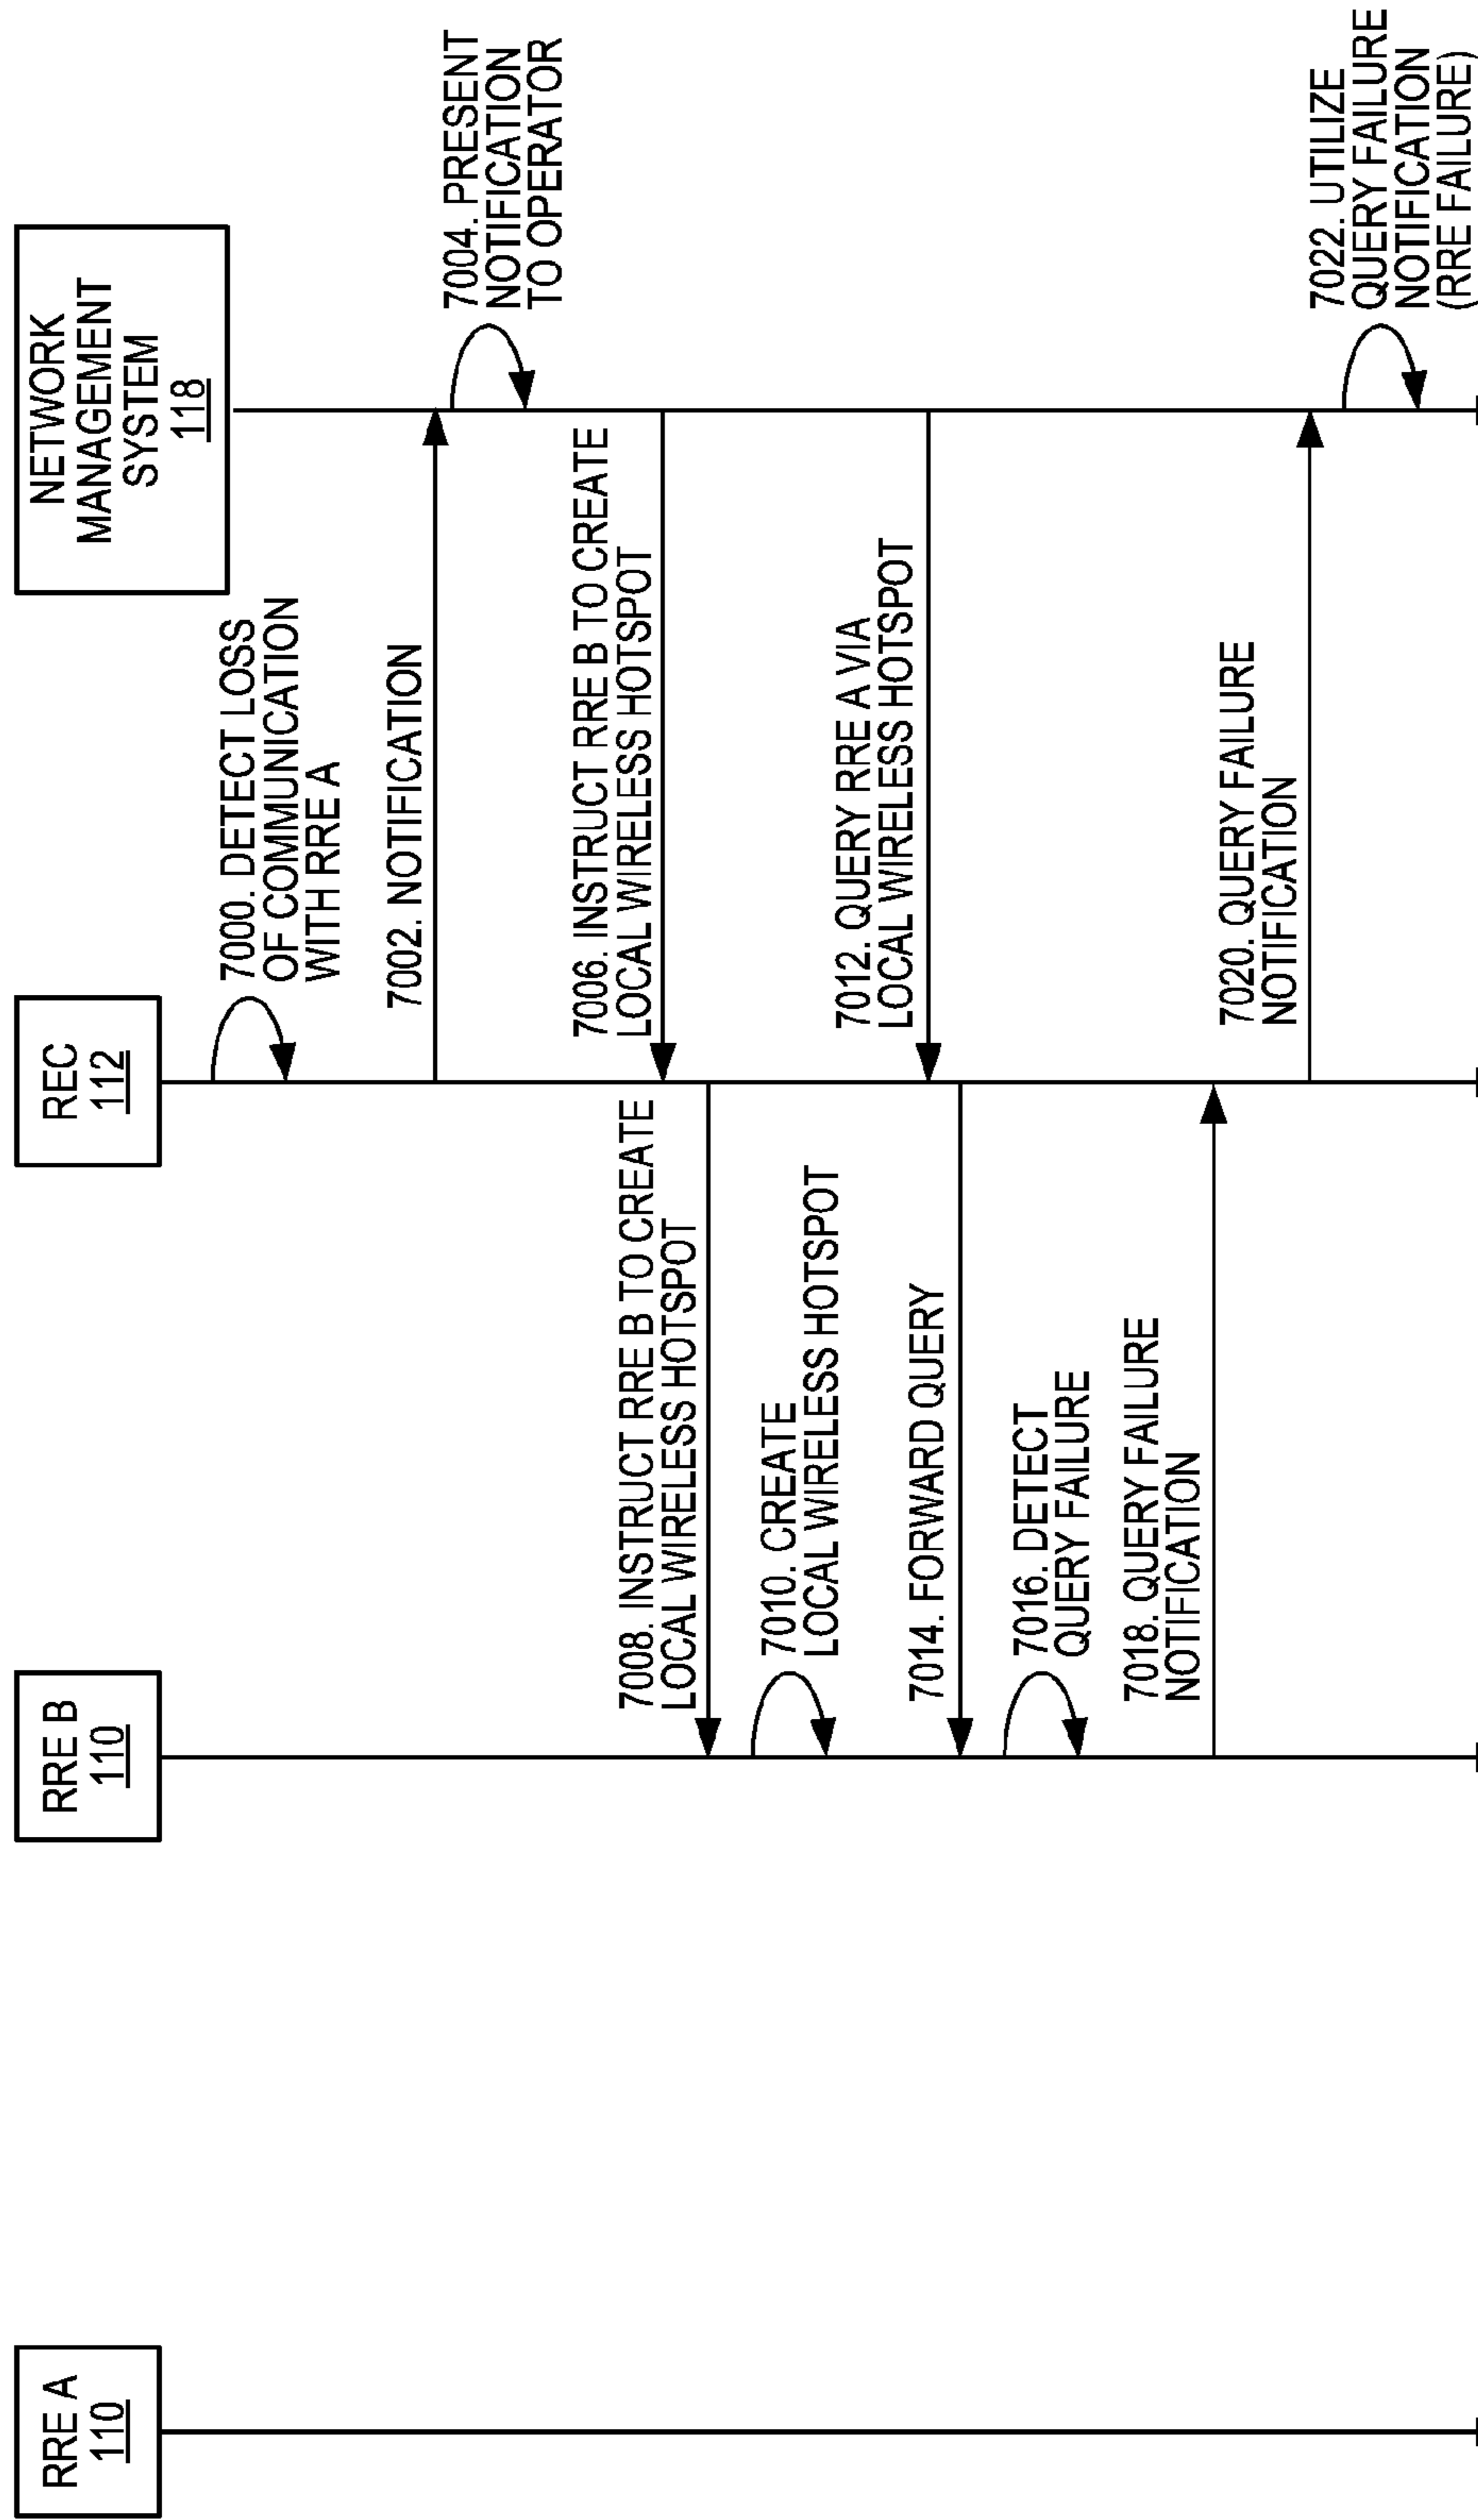 RRE A
110
RRE B
110
REC
112
NETWORK
MANAGEMENT
SYSTEM
118
7000. DETECT LOSS
OF COMMUNICATION
WITH RRE A
7002. NOTIFICATION
7004. PRESENT
NOTIFICATION
TO OPERATOR
7006. INSTRUCT RRE B TO CREATE
LOCAL WIRELESS HOTSPOT
7008. INSTRUCT RRE B TO CREATE
LOCAL WIRELESS HOTSPOT
7010. CREATE
LOCAL WIRELESS HOTSPOT
7012. QUERY RRE A VIA
LOCAL WIRELESS HOTSPOT
7014. FORWARD QUERY
7016. DETECT
QUERY FAILURE
7018. QUERY FAILURE
NOTIFICATION
7020. QUERY FAILURE
NOTIFICATION
7022. UTILIZE
QUERY FAILURE
NOTIFICATION
(RRE FAILURE)